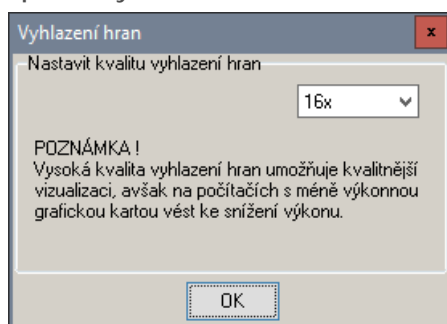 Vyhlazení hran
x
Nastavit kvalitu vyhlazení hran
16x
POZNÁMKA !
Vysoká kvalita vyhlazení hran umožňuje kvalitnější
vizualizaci, avšak na počítačích s méně výkonnou
grafickou kartou vést ke snížení výkonu.
OK